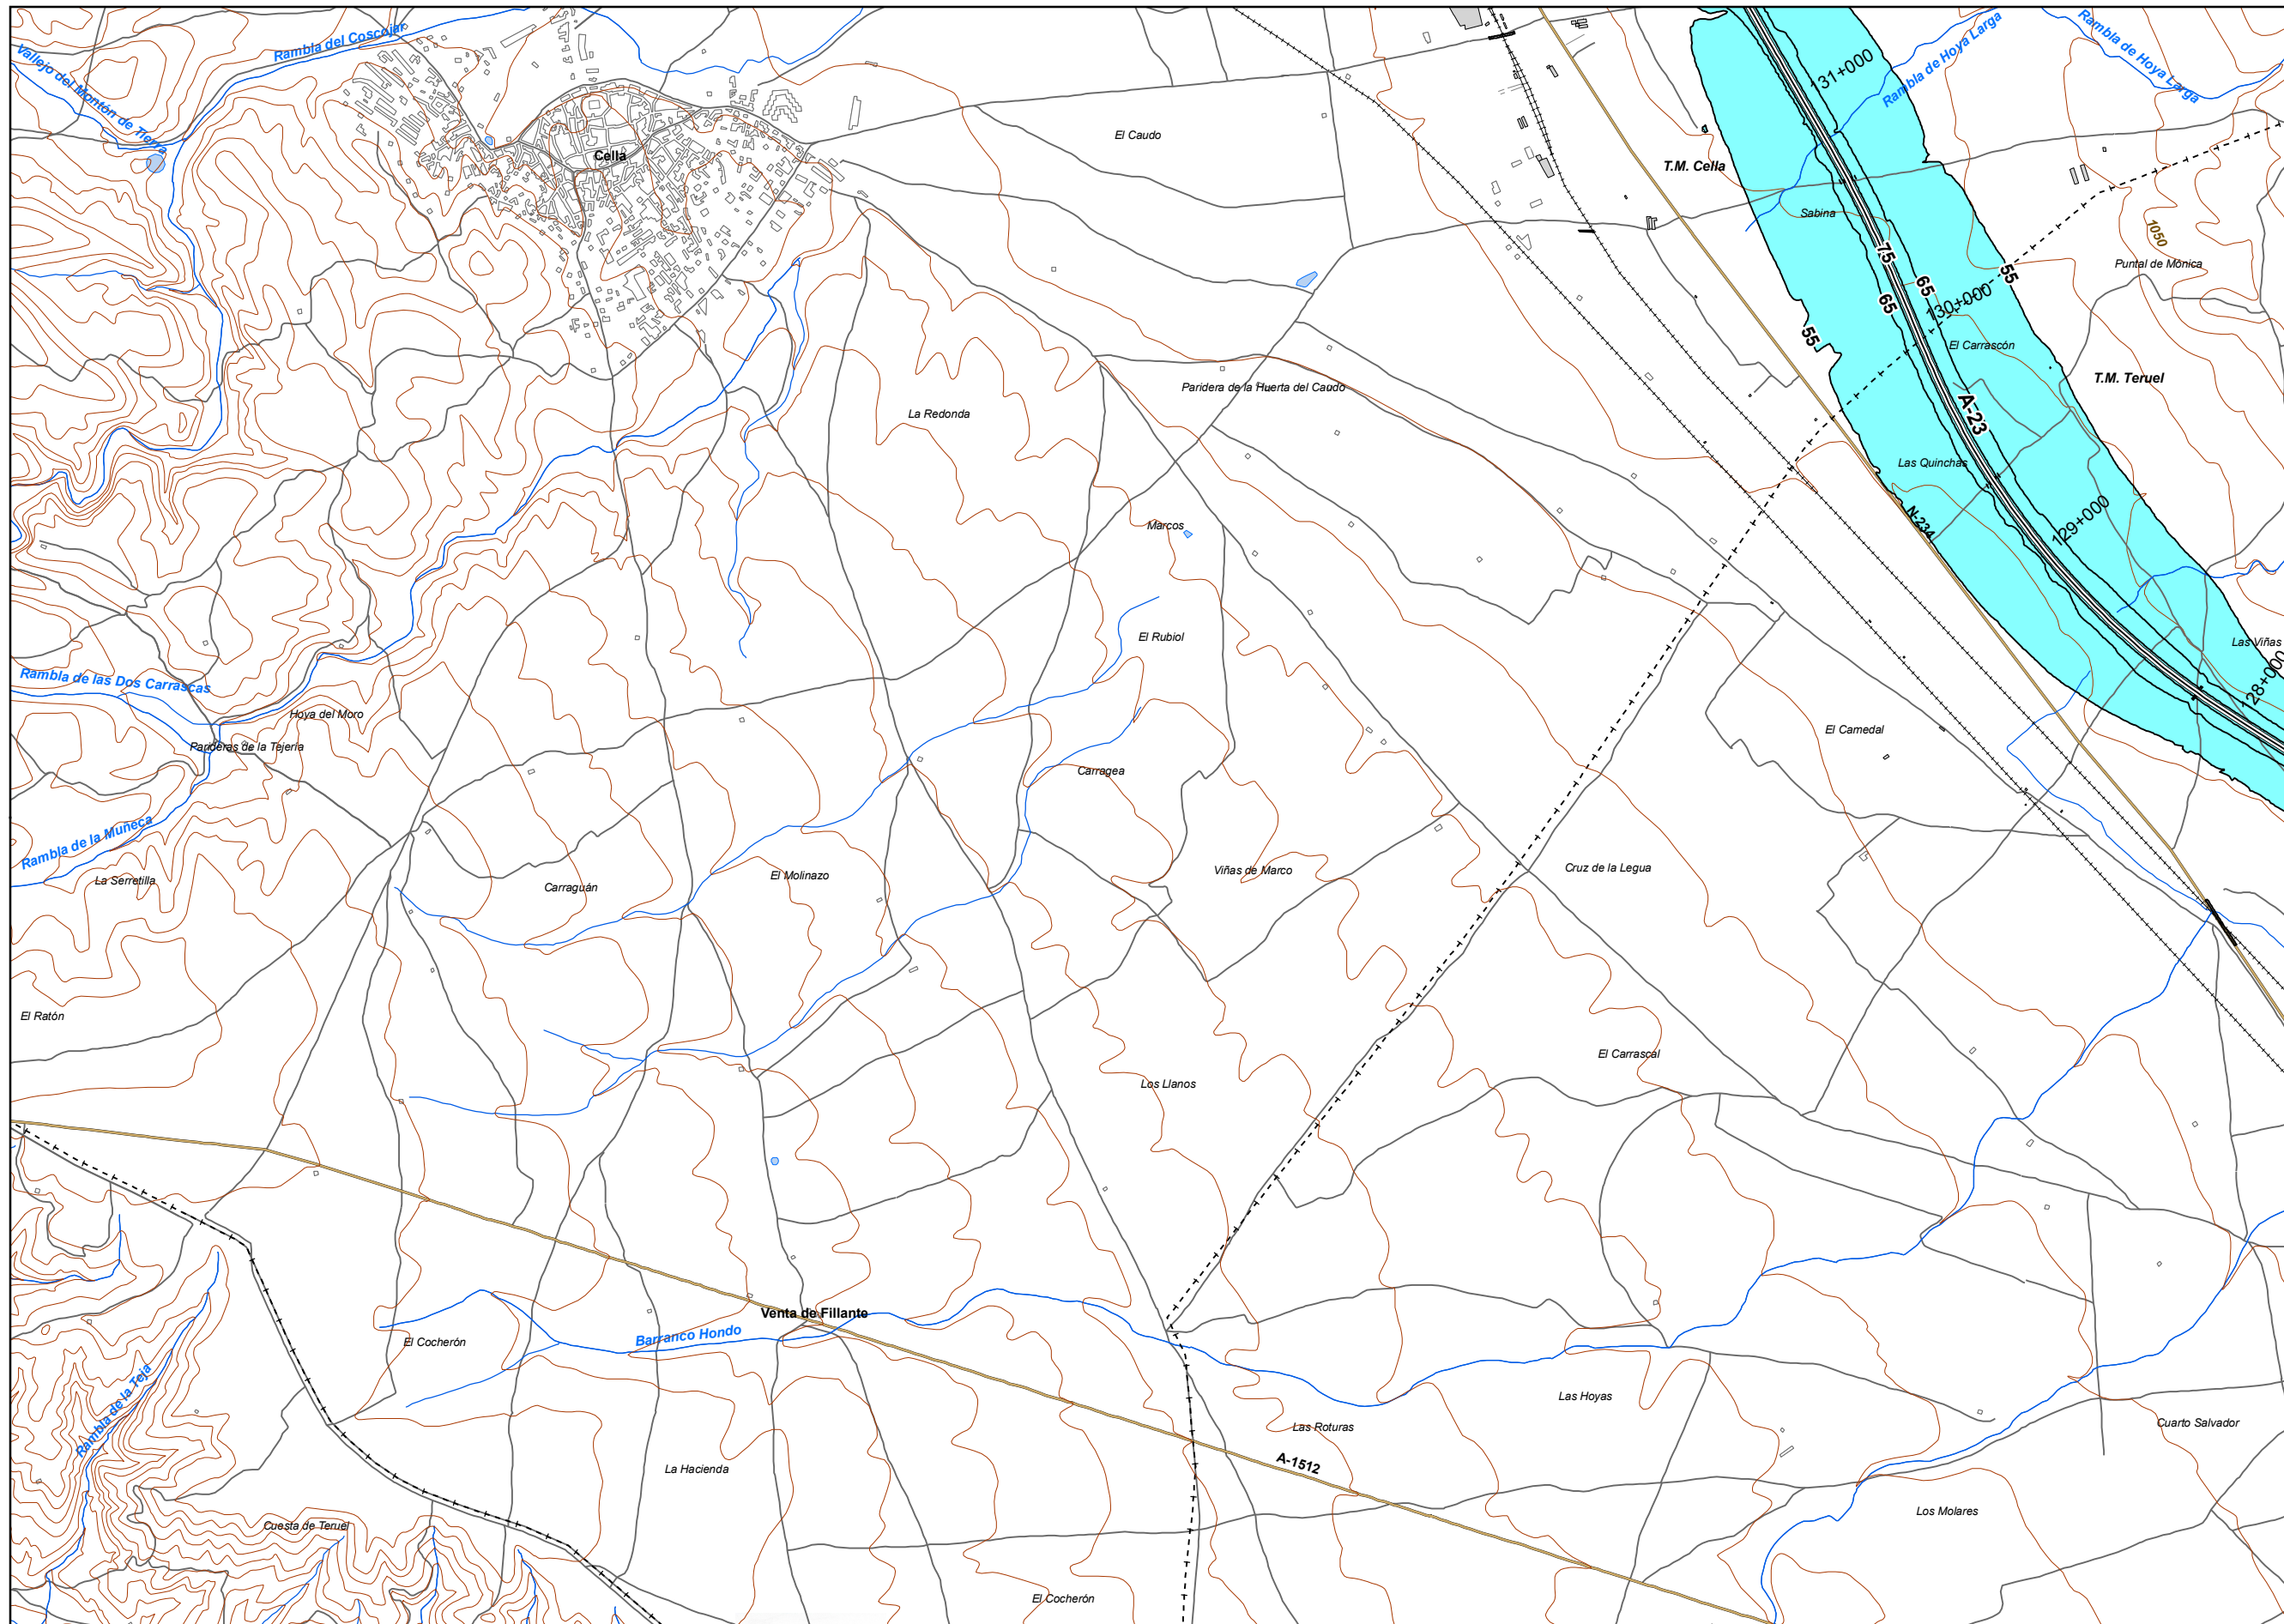 Rambla del Coscojar
Rambla de Hoya Larga
Rambla de Hoya Larga
Vallejo del Montón de Tierra
131+000
El Caudo
Cella
T.M. Cella
Sabina
1050
75
Puntal de Mónica
55
65
65
130+000
55
El Carrascón
T.M. Teruel
Paridera de la Huerta del Caudo
La Redonda
A-23
Las Quinchas
N-234
129+000
Marcos
El Rubiol
Las Viñas
128+000
Rambla de las Dos Carrascas
Hoya del Moro
Parideras de la Tejería
El Camedal
Carragea
Rambla de la Muñeca
La Serretilla
Carraguán
El Molinazo
Viñas de Marco
Cruz de la Legua
El Ratón
El Carrascal
Los Llanos
Venta de Fillante
Barranco Hondo
El Cocherón
Rambla de la Teja
Las Hoyas
Las Roturas
Cuarto Salvador
La Hacienda
A-1512
Los Molares
Cuesta de Teruel
El Cocherón